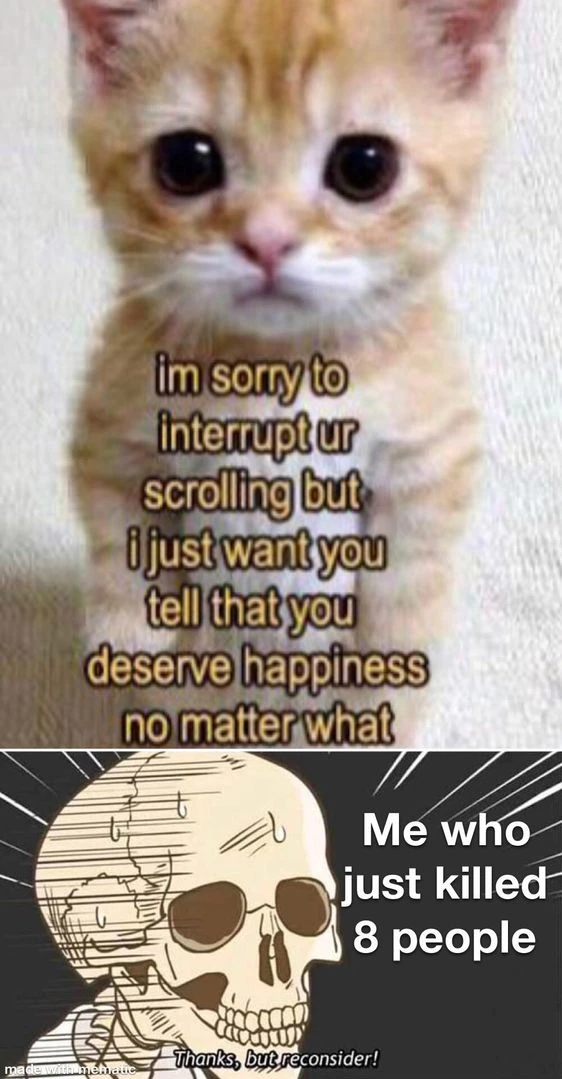 im sorry to
interrupt ur
scrolling but
i just want you
tell that you
deserve happiness
no matter what
Me who
just killed
8 people
Thanks, but reconsider!
made with mematic